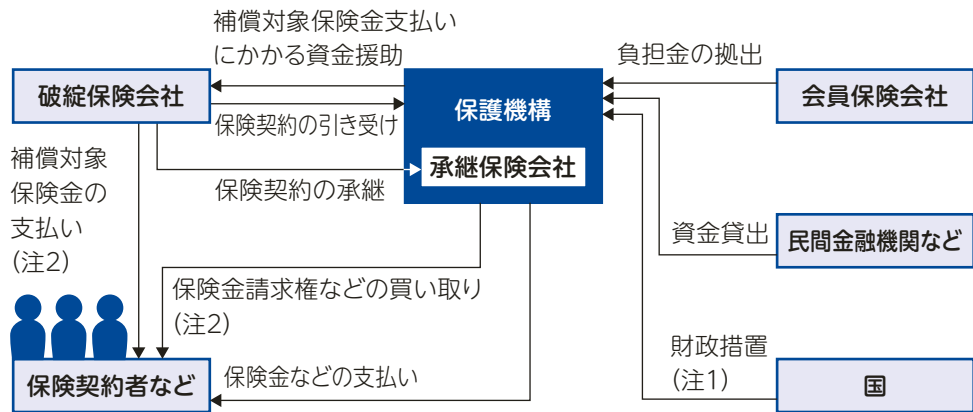 補償対象保険金支払い
にかかる資金援助
負担金の拠出
破綻保険会社
保護機構
会員保険会社
保険契約の引き受け
承継保険会社
補償対象
保険金の
支払い
(注2)
保険契約の承継
資金貸出
民間金融機関など
保険金請求権などの買い取り
(注2)
財政措置
(注1)
保険契約者など
保険金などの支払い
国